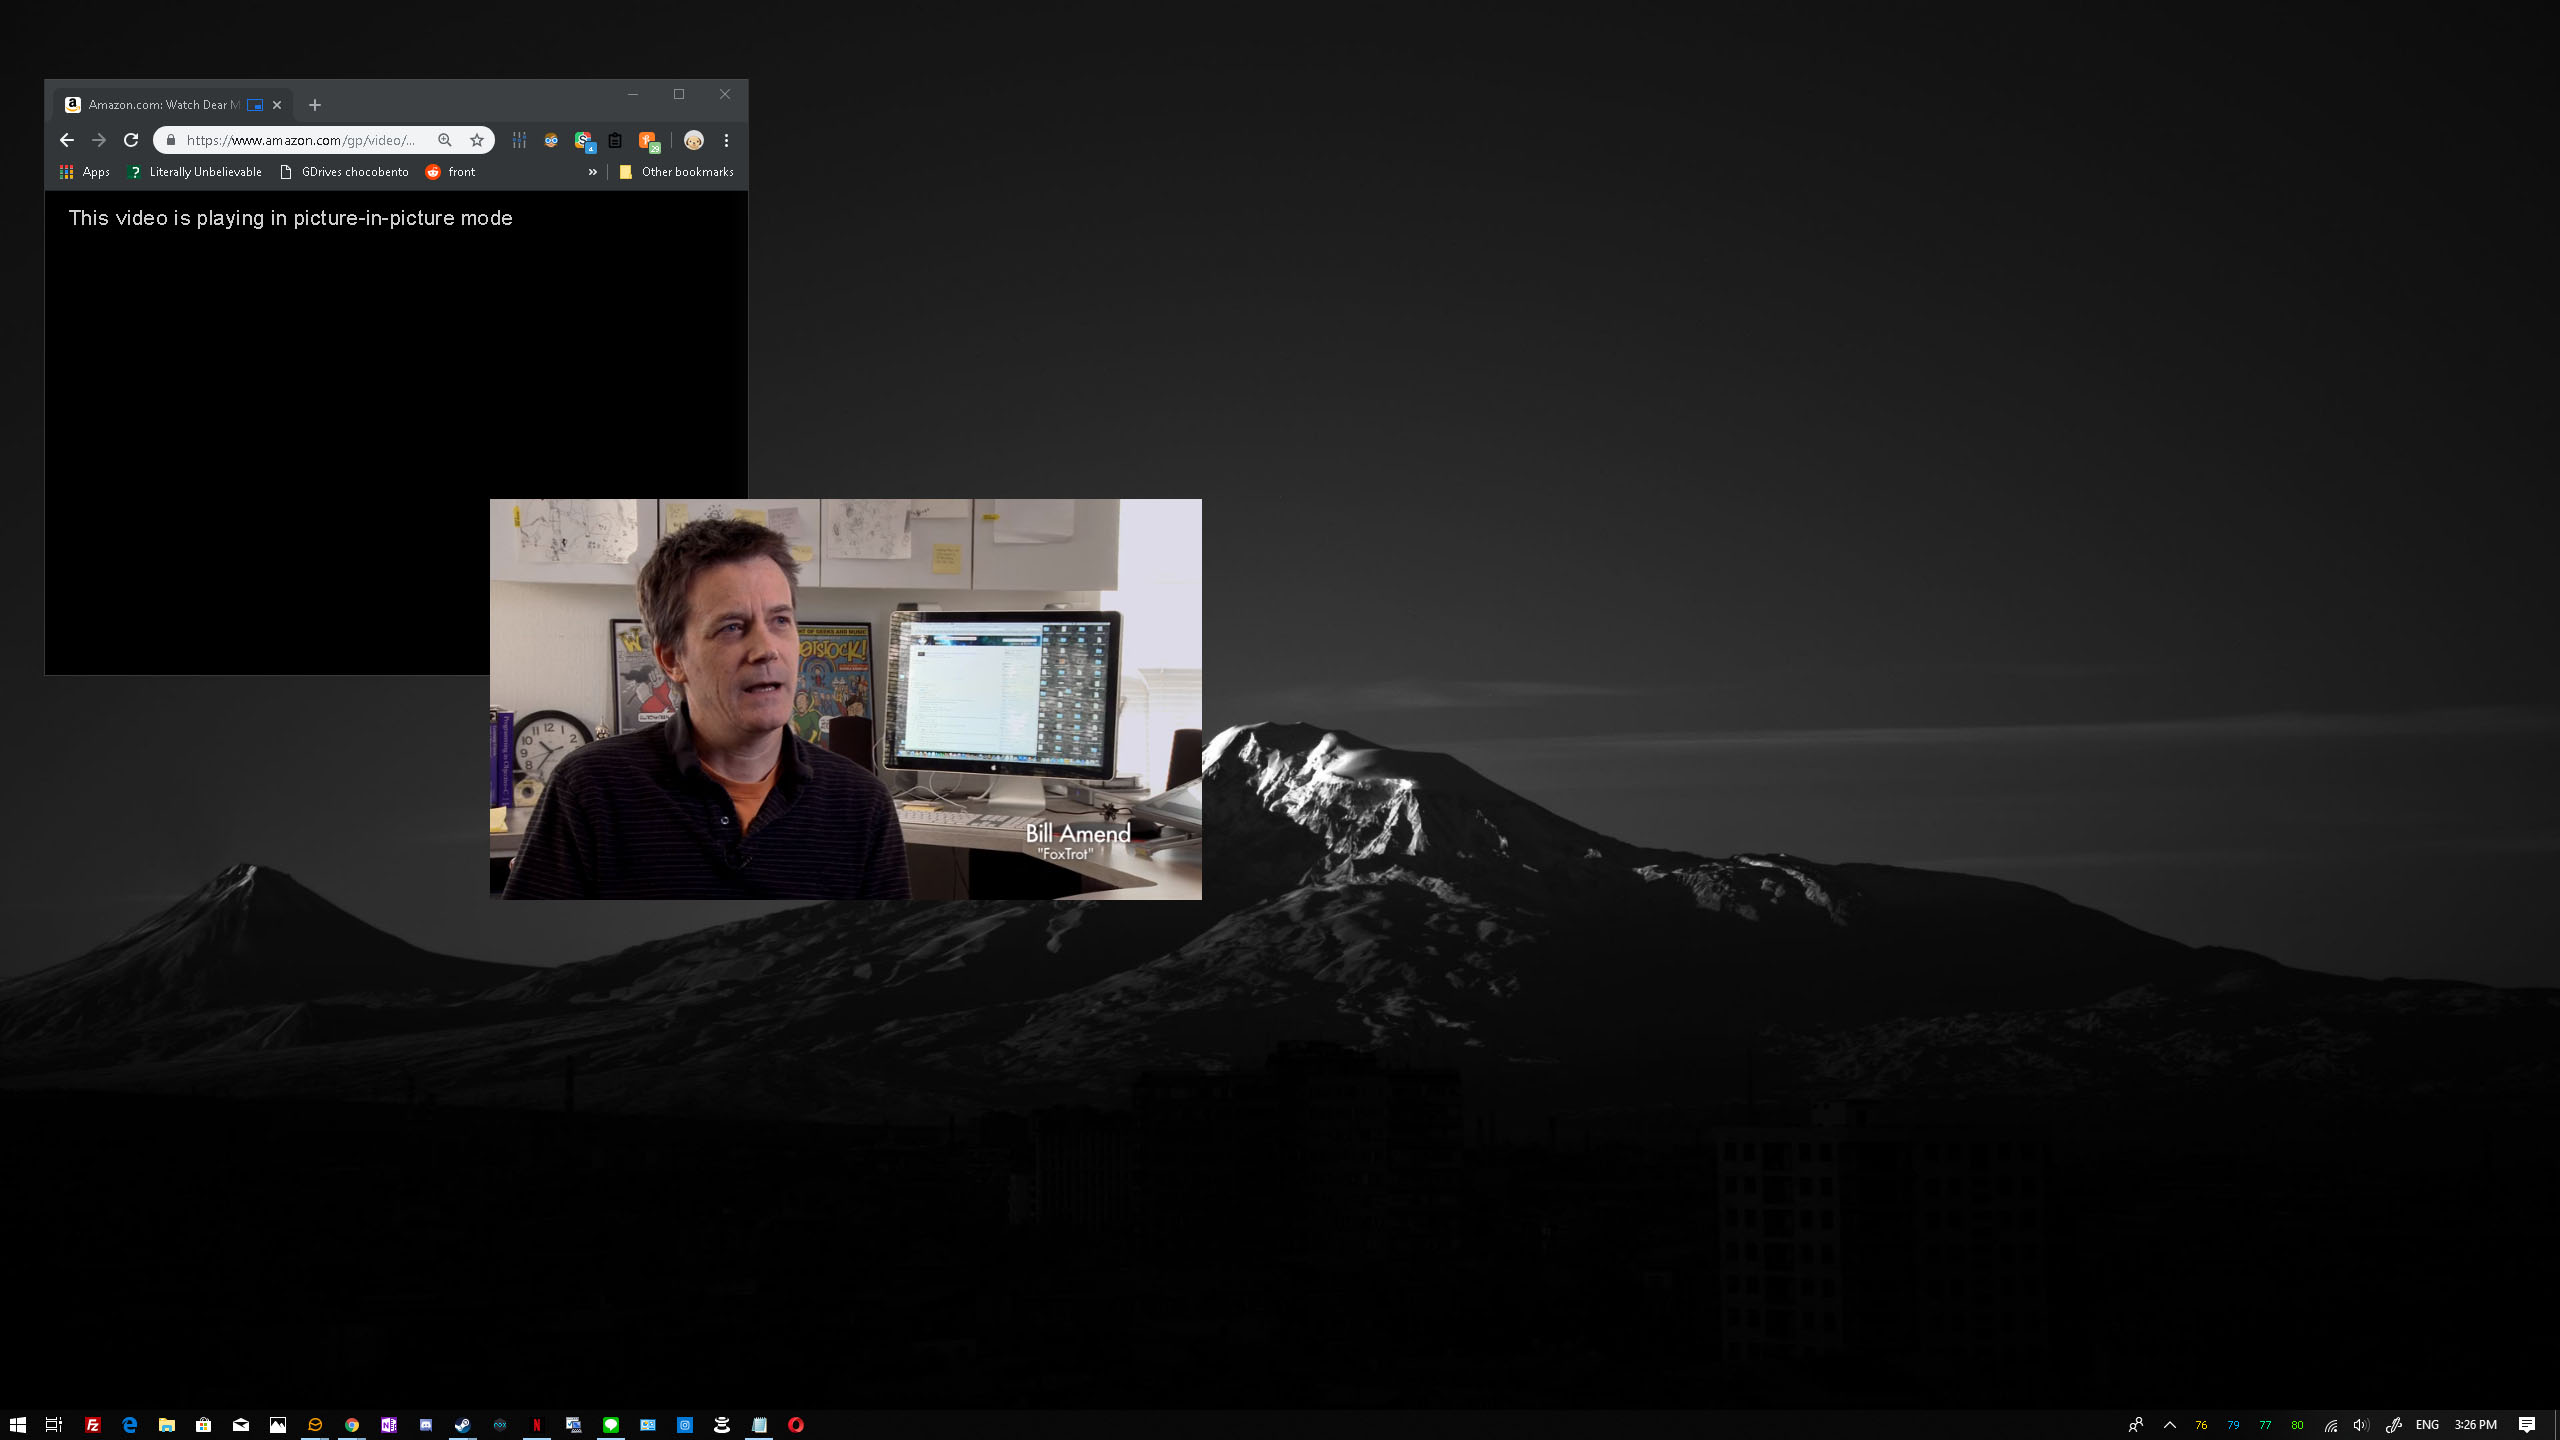 Amazon.com: Watch Dear M
https://www.amazon.com/gp/video/...
4
29
Apps
Literally Unbelievable
GDrives chocobento
front
»
Other bookmarks
This video is playing in picture-in-picture mode
Bill Amend
"FoxTrot"
76
79
77
80
ENG
3:26 PM